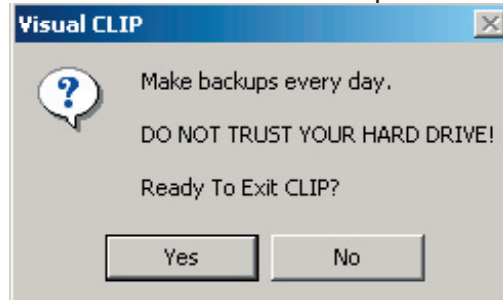 Visual CLIP
Make backups every day.
DO NOT TRUST YOUR HARD DRIVE!
Ready To Exit CLIP?
Yes
No